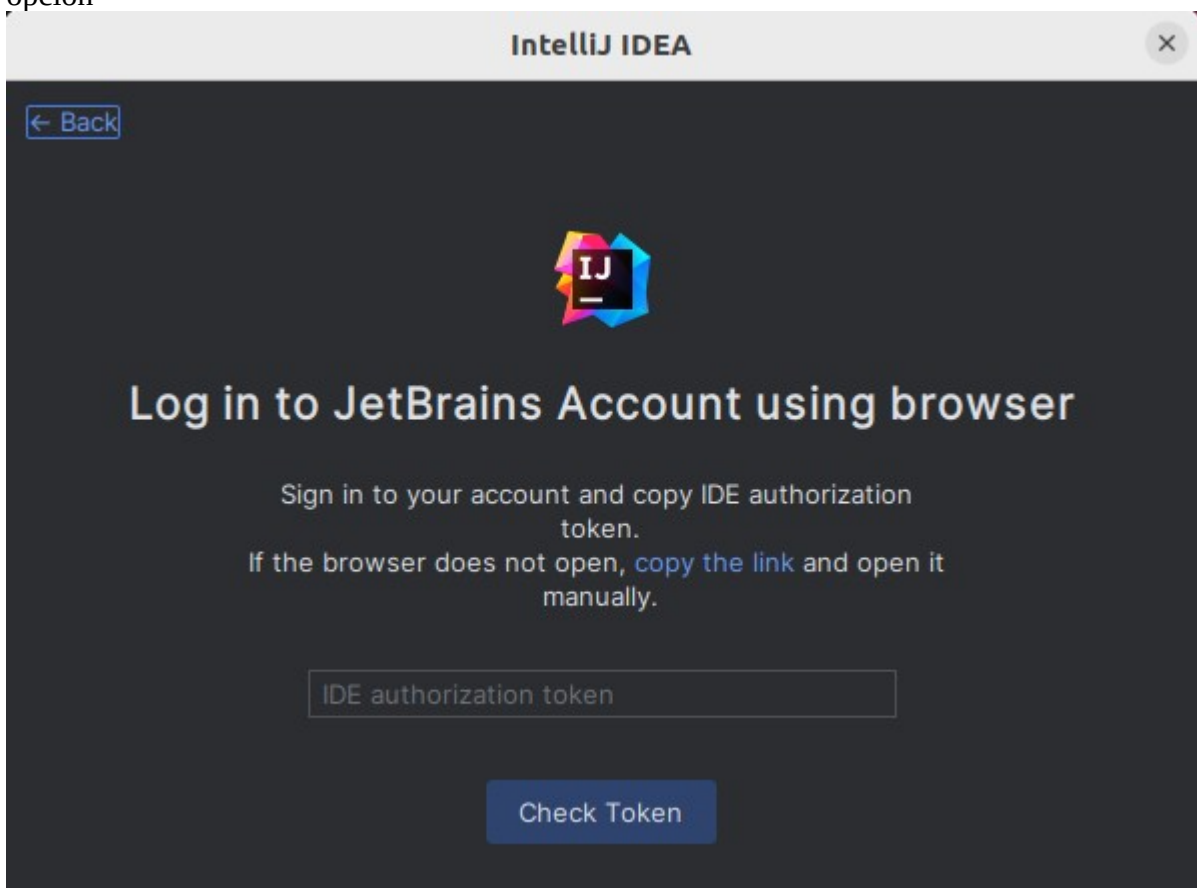 opción
IntelliJ IDEA
← Back
IJ
Log in to JetBrains Account using browser
Sign in to your account and copy IDE authorization
token.
If the browser does not open, copy the link and open it
manually.
IDE authorization token
Check Token